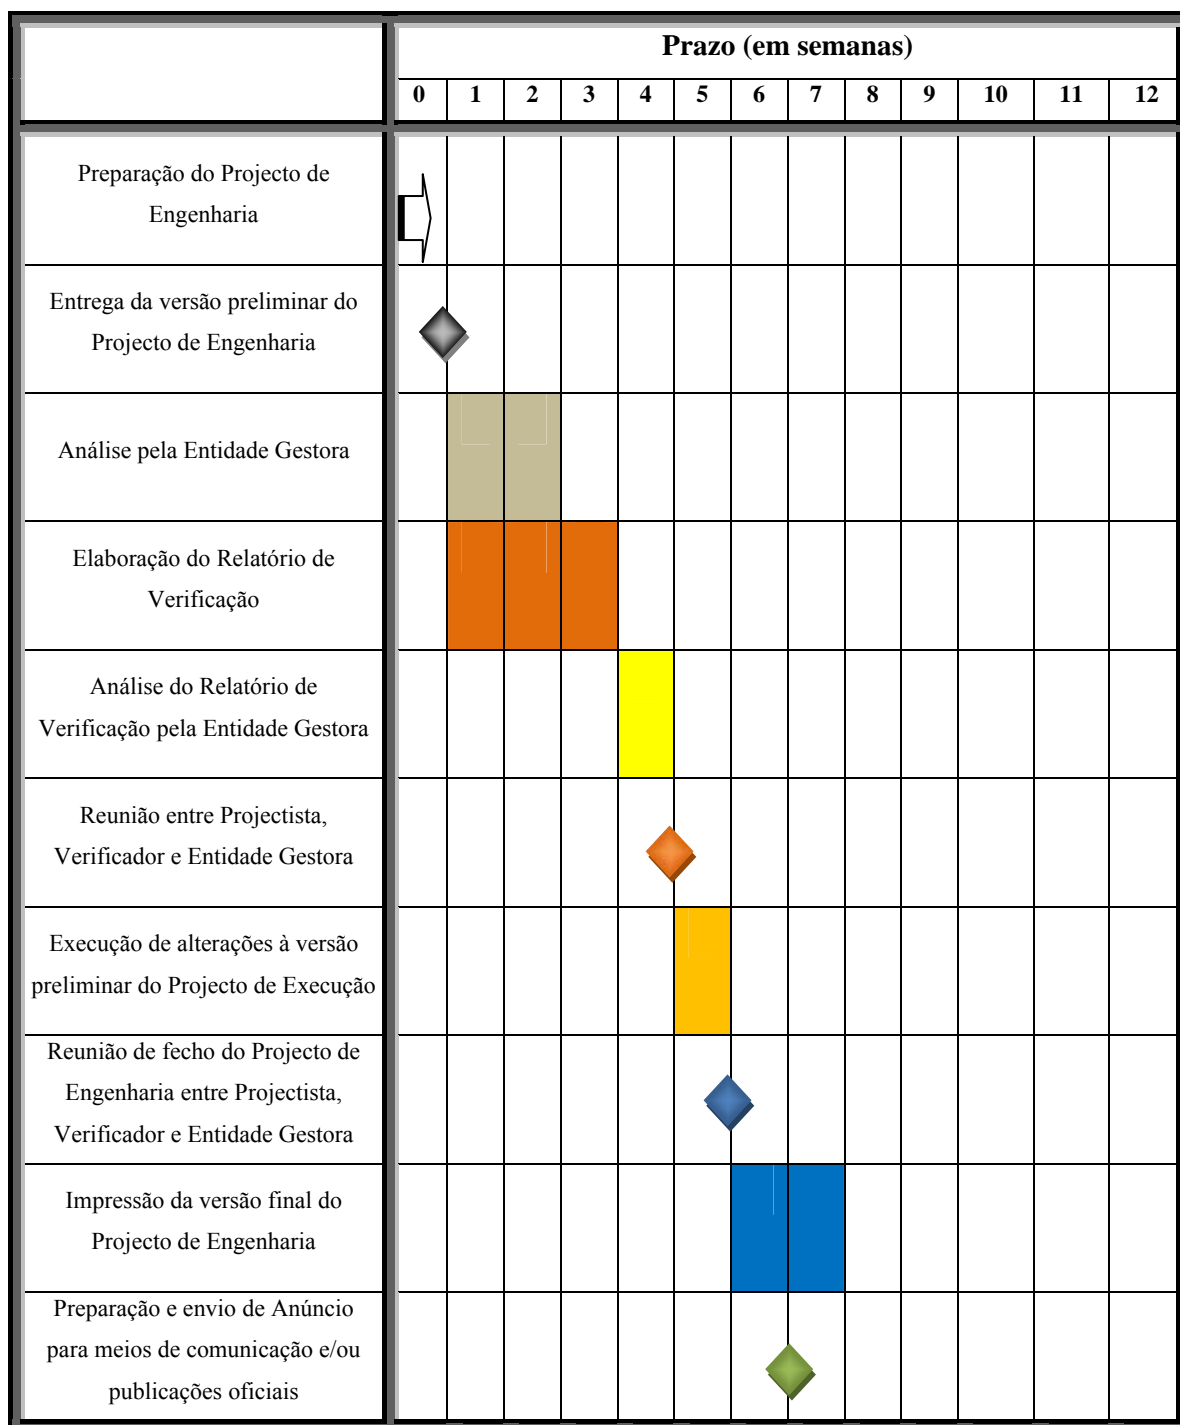 Prazo (em semanas)
0 1 2 3 4 5 6 7 8 9 10 11 12
Preparação do Projecto de
Engenharia
Entrega da versão preliminar do
Projecto de Engenharia
Análise pela Entidade Gestora
Elaboração do Relatório de
Verificação
Análise do Relatório de
Verificação pela Entidade Gestora
Reunião entre Projectista,
Verificador e Entidade Gestora
Execução de alterações à versão
preliminar do Projecto de Execução
Reunião de fecho do Projecto de
Engenharia entre Projectista,
Verificador e Entidade Gestora
Impressão da versão final do
Projecto de Engenharia
Preparação e envio de Anúncio
para meios de comunicação e/ou
publicações oficiais